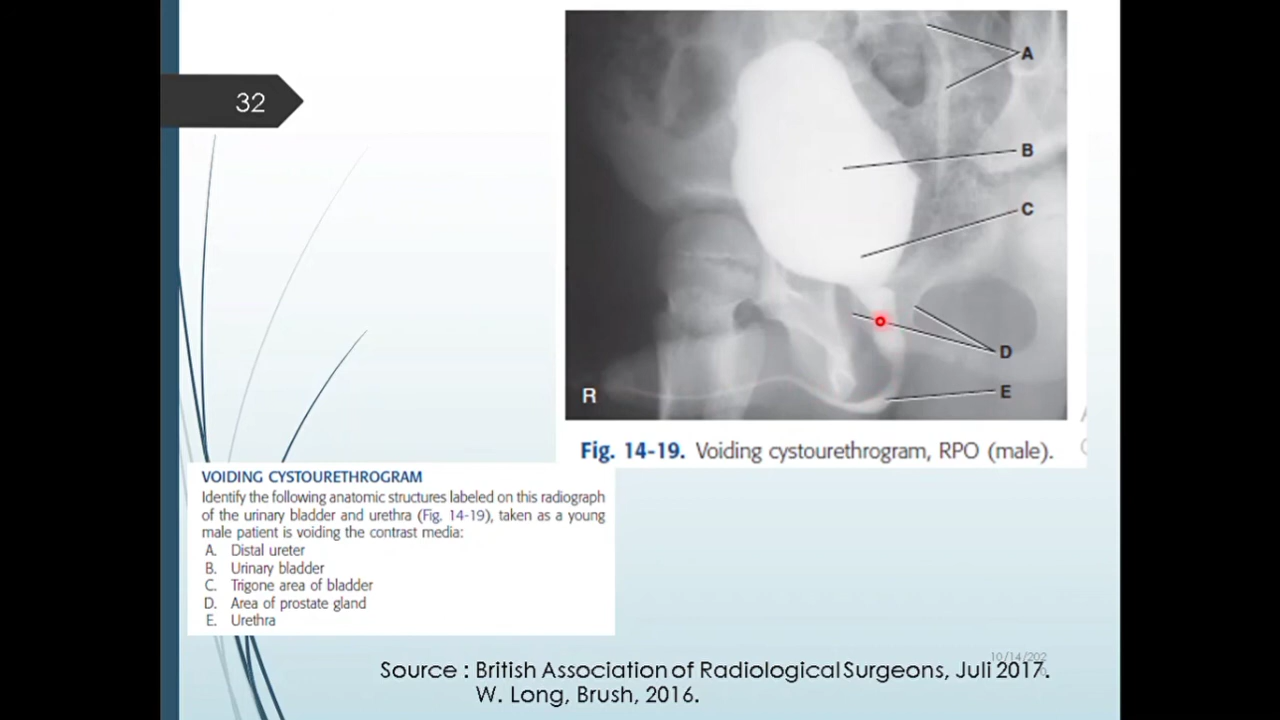 32
A
B
C
D
E
R
Fig. 14-19. Voiding cystourethrogram, RPO (male).
VOIDING CYSTOURETHROGRAM
Identify the following anatomic structures labeled on this radiograph
of the urinary bladder and urethra (Fig. 14-19), taken as a young
male patient is voiding the contrast media:
A. Distal ureter
B. Urinary bladder
C. Trigone area of bladder
D. Area of prostate gland
E. Urethra
Source : British Association of Radiological Surgeons, Juli 2017.
W. Long, Brush, 2016.